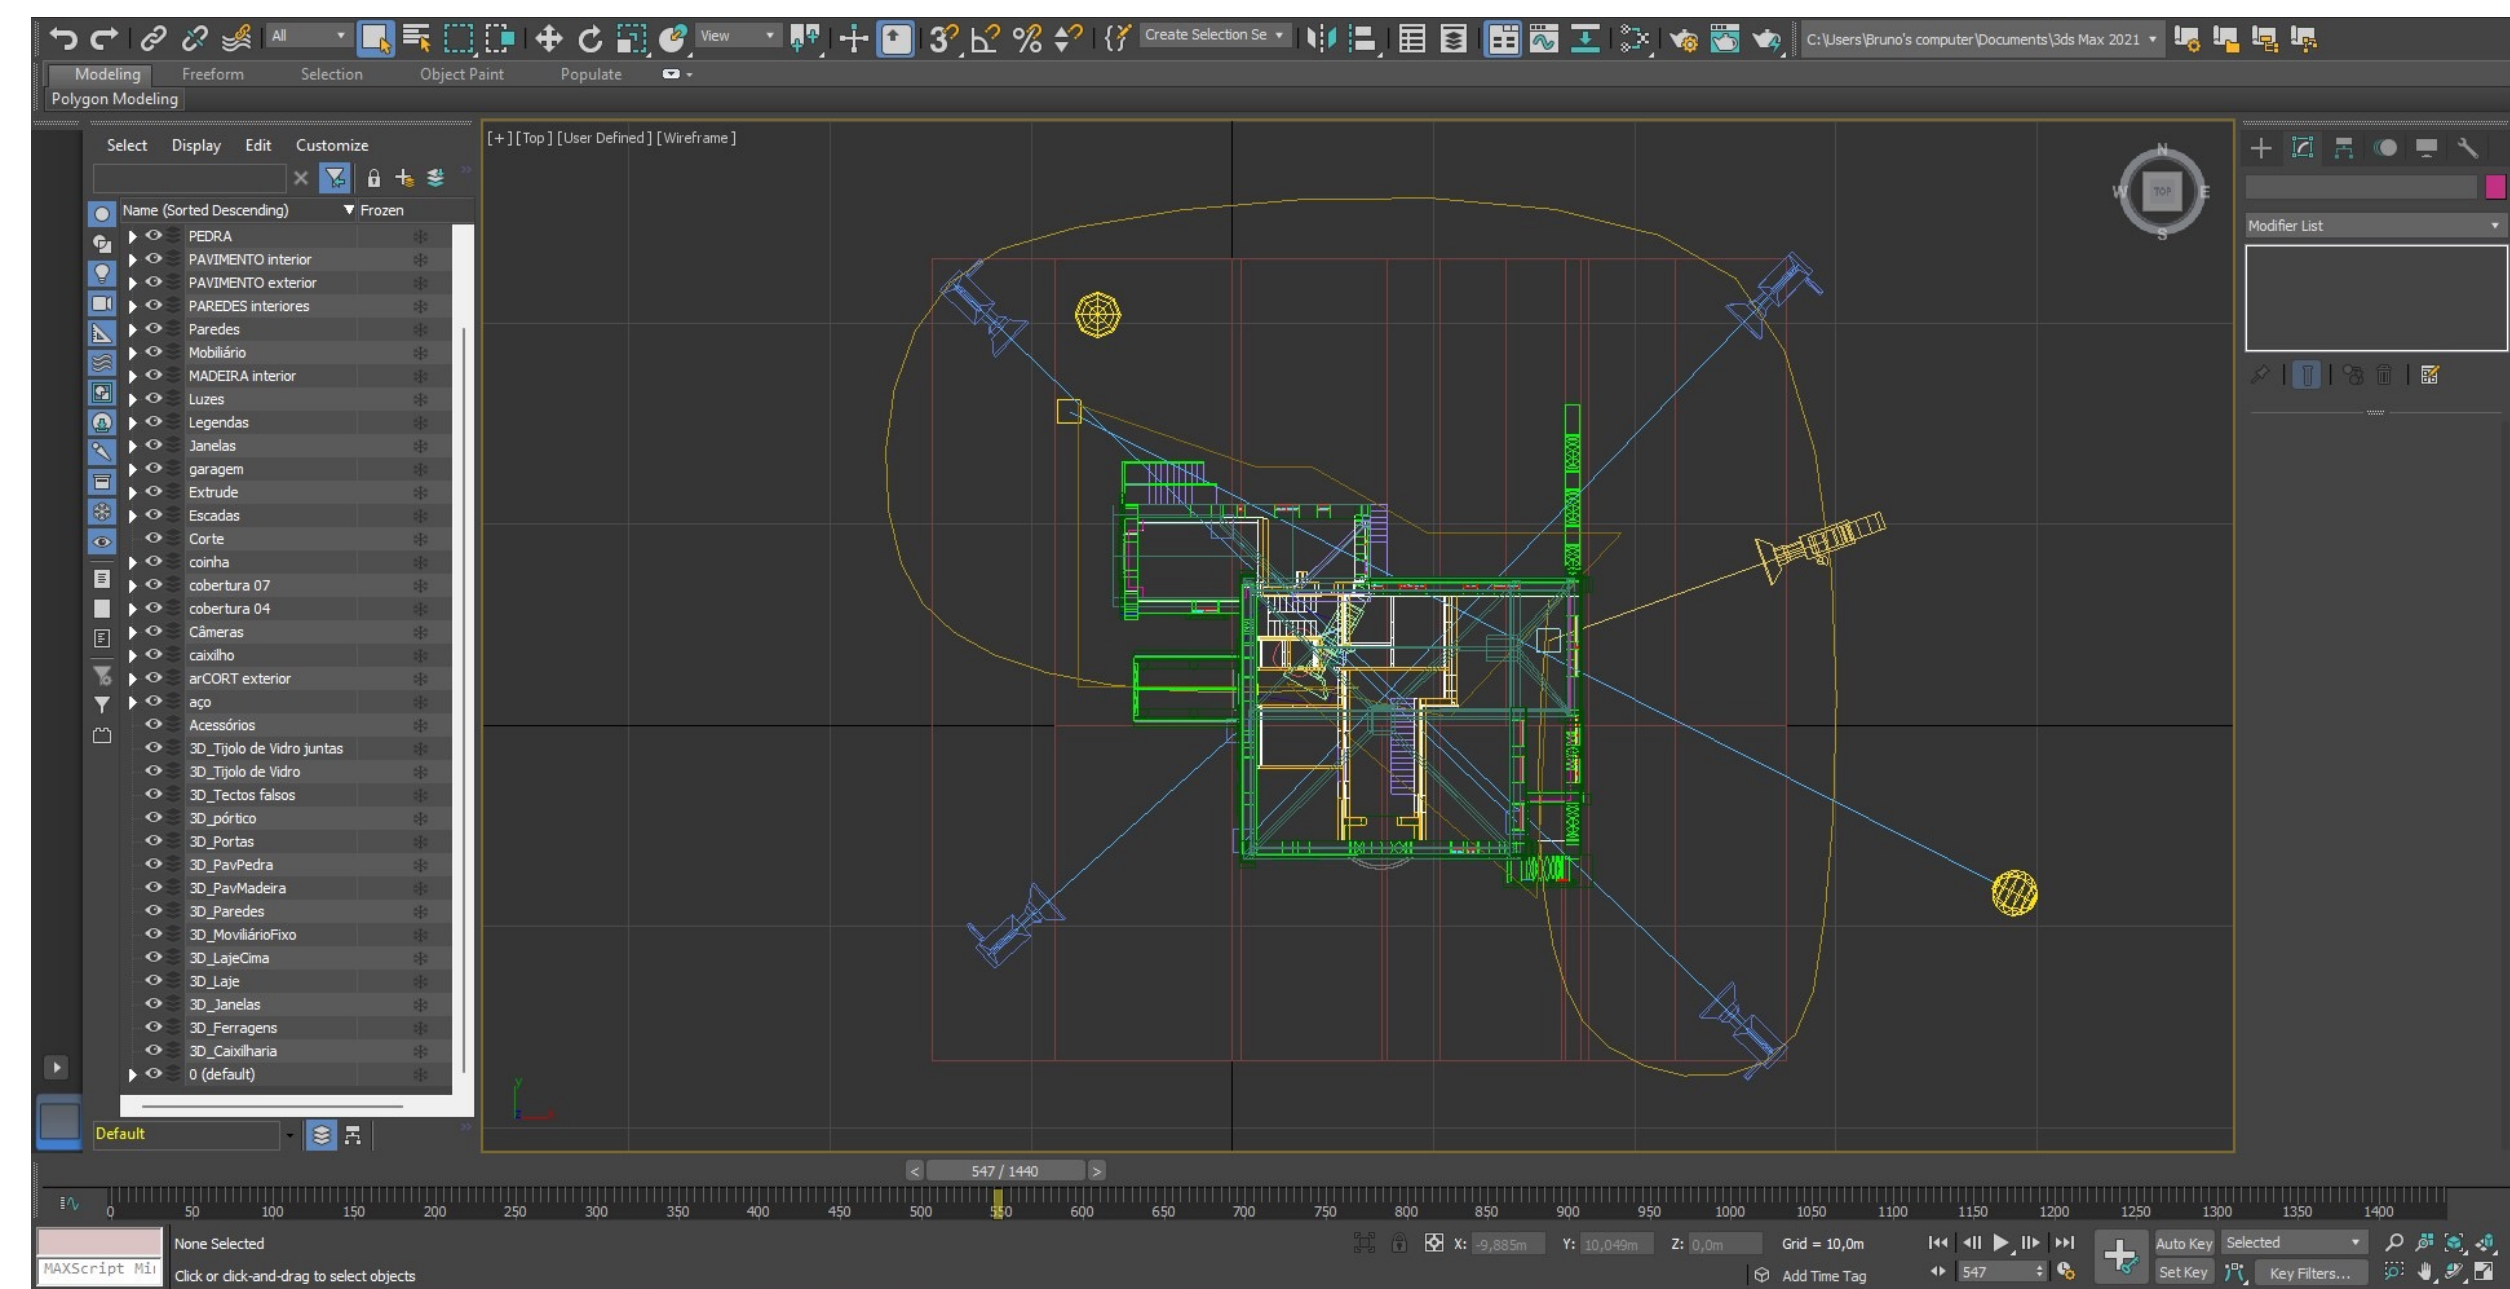 All
View
Create Selection Se
C:\Users\Bruno's computer\Documents\3ds Max 2021
Modeling Freeform Selection Object Paint Populate
Polygon Modeling
Select Display Edit Customize
Name (Sorted Descending) Frozen
PEDRA
PAVIMENTO interior
PAVIMENTO exterior
PAREDES interiores
Paredes
Mobiliário
MADEIRA interior
Luzes
Legendas
Janelas
garagem
Extrude
Escadas
Corte
coinha
cobertura 07
cobertura 04
Câmeras
caixilho
arCORT exterior
aço
Acessórios
3D_Tijolo de Vidro juntas
3D_Tijolo de Vidro
3D_Tectos falsos
3D_pórtico
3D_Portas
3D_PavPedra
3D_PavMadeira
3D_Paredes
3D_MoviliárioFixo
3D_LajeCima
3D_Laje
3D_Janelas
3D_Ferragens
3D_Caixilharia
0 (default)
Default
[+] [Top] [User Defined] [Wireframe]
N
W TOP E
S
y
z x
Modifier List
< 547 / 1440 >
0 50 100 150 200 250 300 350 400 450 500 550 600 650 700 750 800 850 900 950 1000 1050 1100 1150 1200 1250 1300 1350 1400
None Selected
MAXScript Mi
Click or click-and-drag to select objects
X: -9,885m Y: 10,049m Z: 0,0m Grid = 10,0m
Add Time Tag
547
Auto Key Selected
Set Key Key Filters...